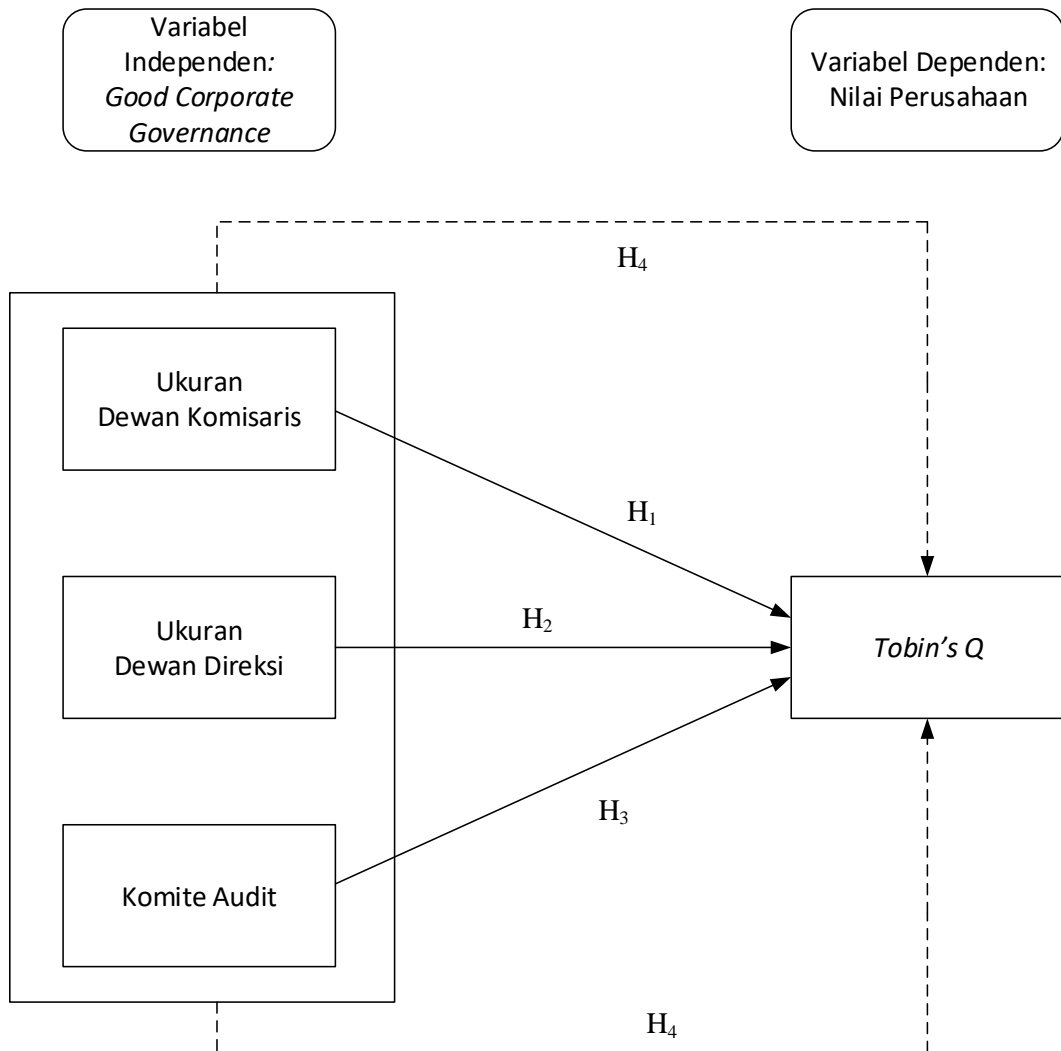 Variabel
Independen:
Good Corporate
Governance
Variabel Dependen:
Nilai Perusahaan
H₄
Ukuran
Dewan Komisaris
H₁
Ukuran
Dewan Direksi
H₂
Tobin’s Q
H₃
Komite Audit
H₄